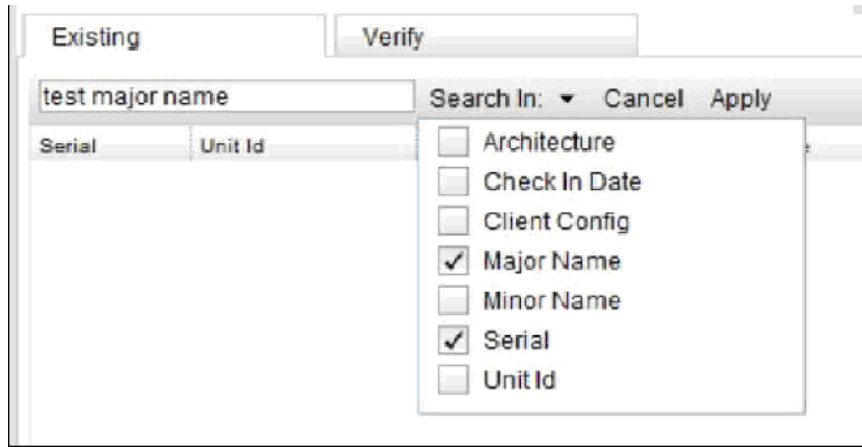 Existing Verify
test major name Search In: Cancel Apply
Serial Unit Id
Architecture
Check In Date
Client Config
Major Name
Minor Name
Serial
Unit Id